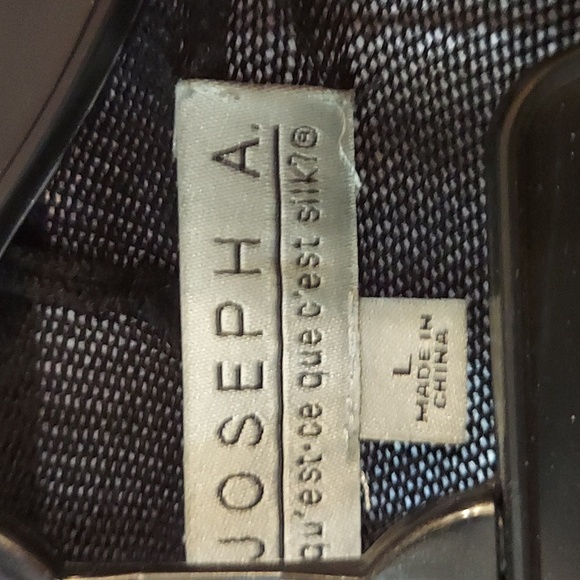 JOSEPH A.
qu'est-ce que c'est silk?®
L
MADE IN
CHINA